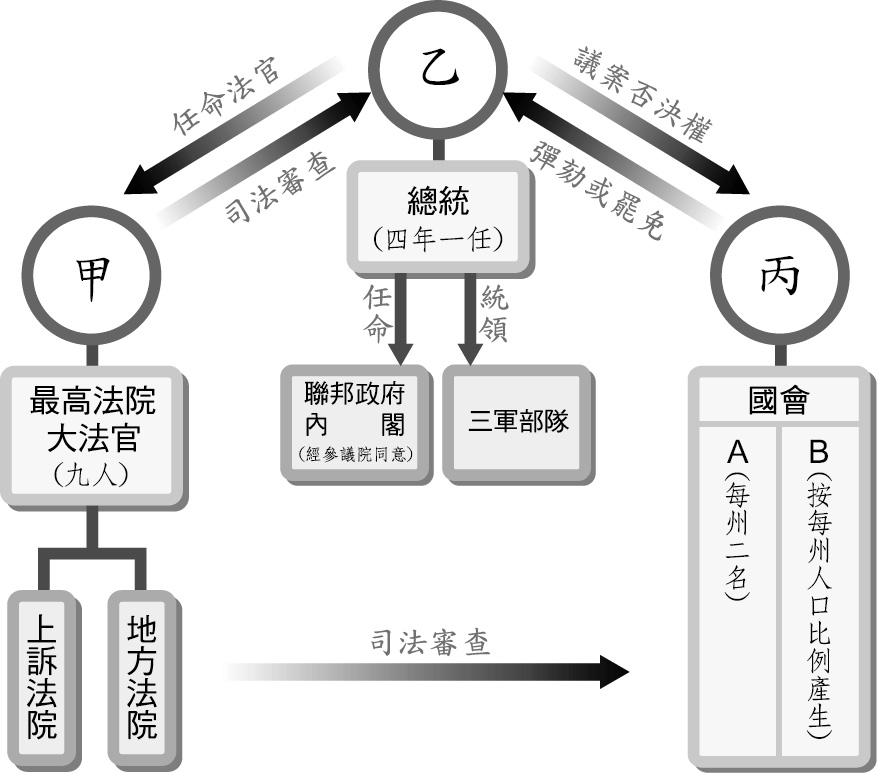 乙
任命法官
司法審查
議案否決權
彈劾或罷免
總統
(四年一任)
甲
丙
任命
統領
最高法院
大法官
(九人)
聯邦政府
內閣
(經參議院同意)
三軍部隊
國會
A(每州二名)
B(按每州人口比例產生)
上訴法院
地方法院
司法審查